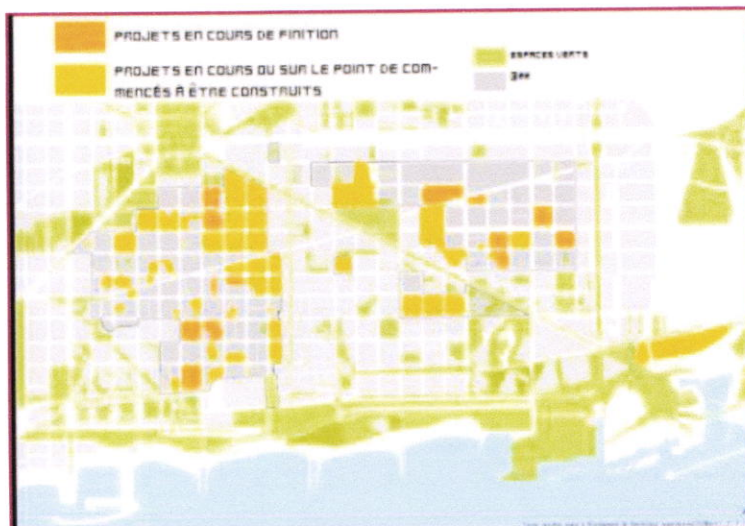 PROJETS EN COURS DE FINITION
PROJETS EN COURS OU SUR LE POINT DE COM-
MENCÉS À ÊTRE CONSTRUITS
ESPACES VERTS